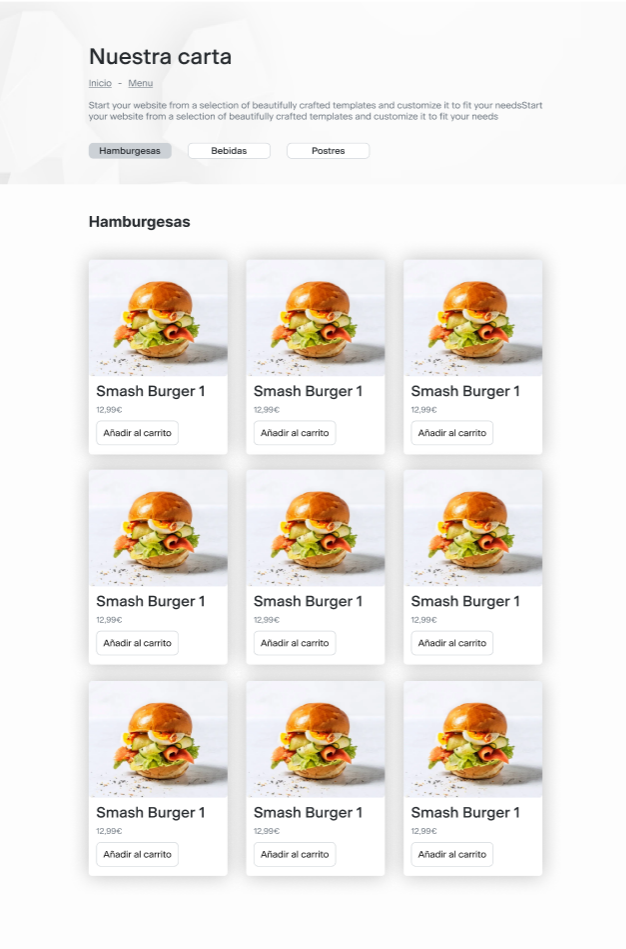 Nuestra carta
Inicio - Menu
Start your website from a selection of beautifully crafted templates and customize it to fit your needsStart
your website from a selection of beautifully crafted templates and customize it to fit your needs
Hamburgesas Bebidas Postres
Hamburgesas
Smash Burger 1 Smash Burger 1 Smash Burger 1
12,99€ 12,99€ 12,99€
Añadir al carrito Añadir al carrito Añadir al carrito
Smash Burger 1 Smash Burger 1 Smash Burger 1
12,99€ 12,99€ 12,99€
Añadir al carrito Añadir al carrito Añadir al carrito
Smash Burger 1 Smash Burger 1 Smash Burger 1
12,99€ 12,99€ 12,99€
Añadir al carrito Añadir al carrito Añadir al carrito